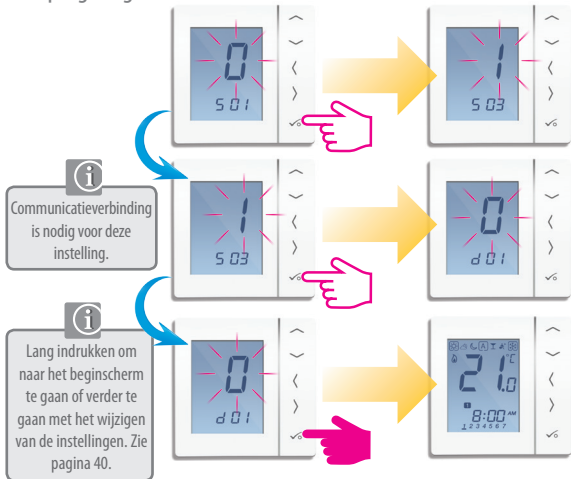 0
S 01
1
S 03
Communicatieverbinding
is nodig voor deze
instelling.
1
S 03
0
d 01
Lang indrukken om
naar het beginscherm
te gaan of verder te
gaan met het wijzigen
van de instellingen. Zie
pagina 40.
0
d 01
A
21.0 °C
8:00 AM
1 2 3 4 5 6 7